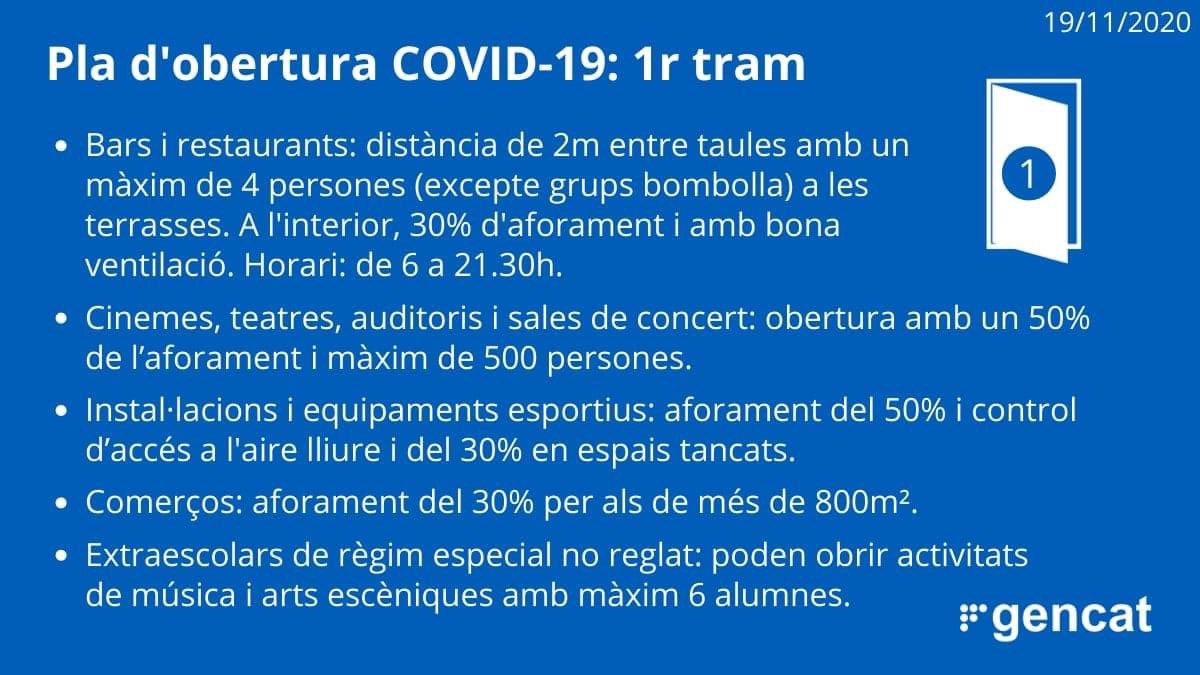 19/11/2020
Pla d'obertura COVID-19: 1r tram
1
• Bars i restaurants: distància de 2m entre taules amb un
màxim de 4 persones (excepte grups bombolla) a les
terrasses. A l'interior, 30% d'aforament i amb bona
ventilació. Horari: de 6 a 21.30h.
• Cinemes, teatres, auditoris i sales de concert: obertura amb un 50%
de l’aforament i màxim de 500 persones.
• Instal·lacions i equipaments esportius: aforament del 50% i control
d’accés a l'aire lliure i del 30% en espais tancats.
• Comerços: aforament del 30% per als de més de 800m².
• Extraescolars de règim especial no reglat: poden obrir activitats
de música i arts escèniques amb màxim 6 alumnes.
gencat